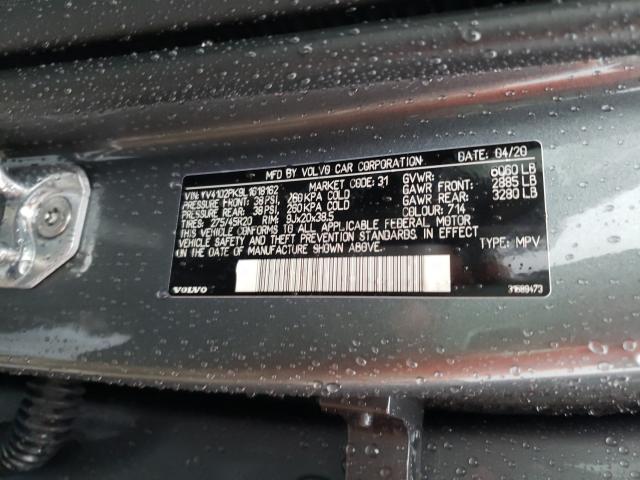 MFD BY VOLVO CAR CORPORATION DATE: 04/20
VIN: YV4102PK9L1618162 MARKET CODE: 31 GVWR: 6060 LB
PRESSURE FRONT: 38 PSI, 260 KPA COLD GAWR FRONT: 2885 LB
PRESSURE REAR: 38 PSI, 260 KPA COLD GAWR REAR: 3280 LB
TIRES: 275/45R20 RIMS 9Jx20x38.5 COLOUR: 714
THIS VEHICLE CONFORMS TO ALL APPLICABLE FEDERAL MOTOR
VEHICLE SAFETY AND THEFT PREVENTION STANDARDS IN EFFECT
ON THE DATE OF MANUFACTURE SHOWN ABOVE. TYPE: MPV
VOLVO 31689473